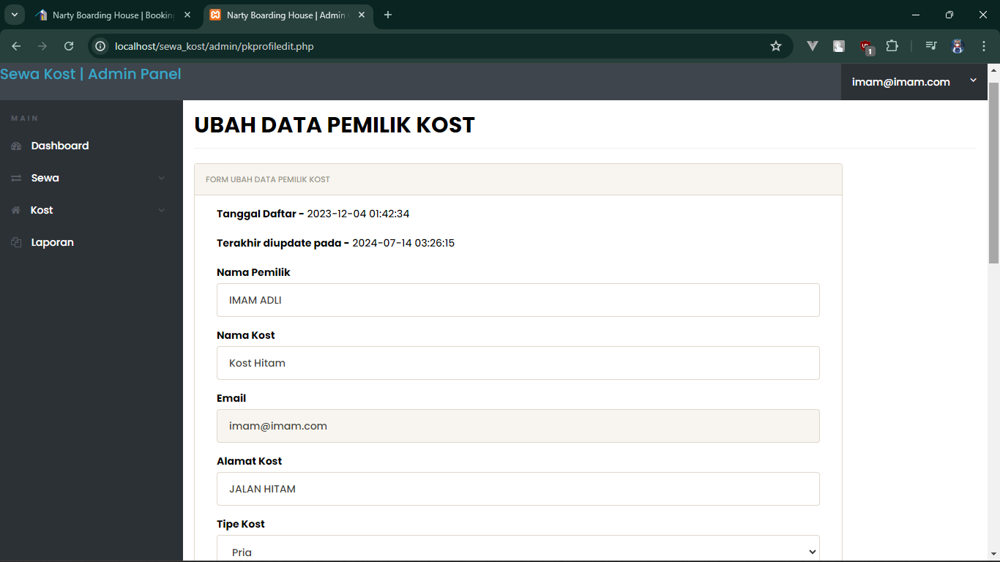 Narty Boarding House | Booking
Narty Boarding House | Admin
localhost/sewa_kost/admin/pkprofiledit.php
1
Sewa Kost | Admin Panel
imam@imam.com
MAIN
Dashboard
Sewa
Kost
Laporan
UBAH DATA PEMILIK KOST
FORM UBAH DATA PEMILIK KOST
Tanggal Daftar - 2023-12-04 01:42:34
Terakhir diupdate pada - 2024-07-14 03:26:15
Nama Pemilik
IMAM ADLI
Nama Kost
Kost Hitam
Email
imam@imam.com
Alamat Kost
JALAN HITAM
Tipe Kost
Pria